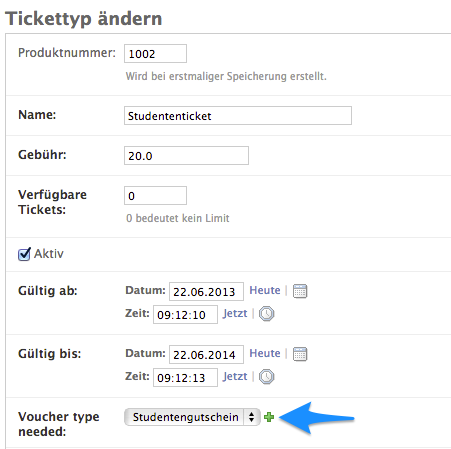 Tickettyp ändern
Produktnummer: 1002
Wird bei erstmaliger Speicherung erstellt.
Name: Studententicket
Gebühr: 20.0
Verfügbare
Tickets: 0
0 bedeutet kein Limit
Aktiv
Gültig ab: Datum: 22.06.2013 Heute |
Zeit: 09:12:10 Jetzt |
Gültig bis: Datum: 22.06.2014 Heute |
Zeit: 09:12:13 Jetzt |
Voucher type
needed: Studentengutschein